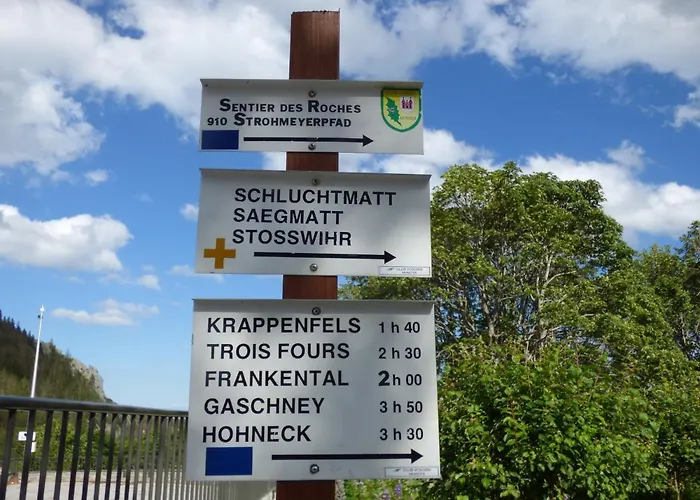 SENTIER DES ROCHES
910 STROHMEYERPFAD
SCHLUCHTMATT
SAEGMATT
STOSSWIHR
KRAPPENFELS 1 h 40
TROIS FOURS 2 h 30
FRANKENTAL 2 h 00
GASCHNEY 3 h 50
HOHNECK 3 h 30